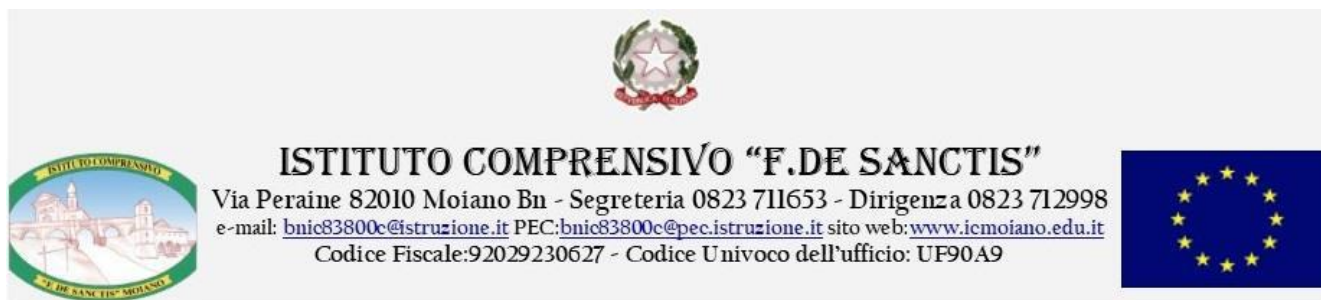 REPVBBLICA ITALIANA
ISTITUTO COMPRENSIVO “F.DE SANCTIS”
Via Peraine 82010 Moiano Bn - Segreteria 0823 711653 - Dirigenza 0823 712998
e-mail: bnic83800c@istruzione.it PEC:bnic83800c@pec.istruzione.it sito web:www.icmoiano.edu.it
Codice Fiscale:92029230627 - Codice Univoco dell'ufficio: UF90A9
ISTITUTO COMPRENSIVO
"F. DE SANCTIS" MOIANO